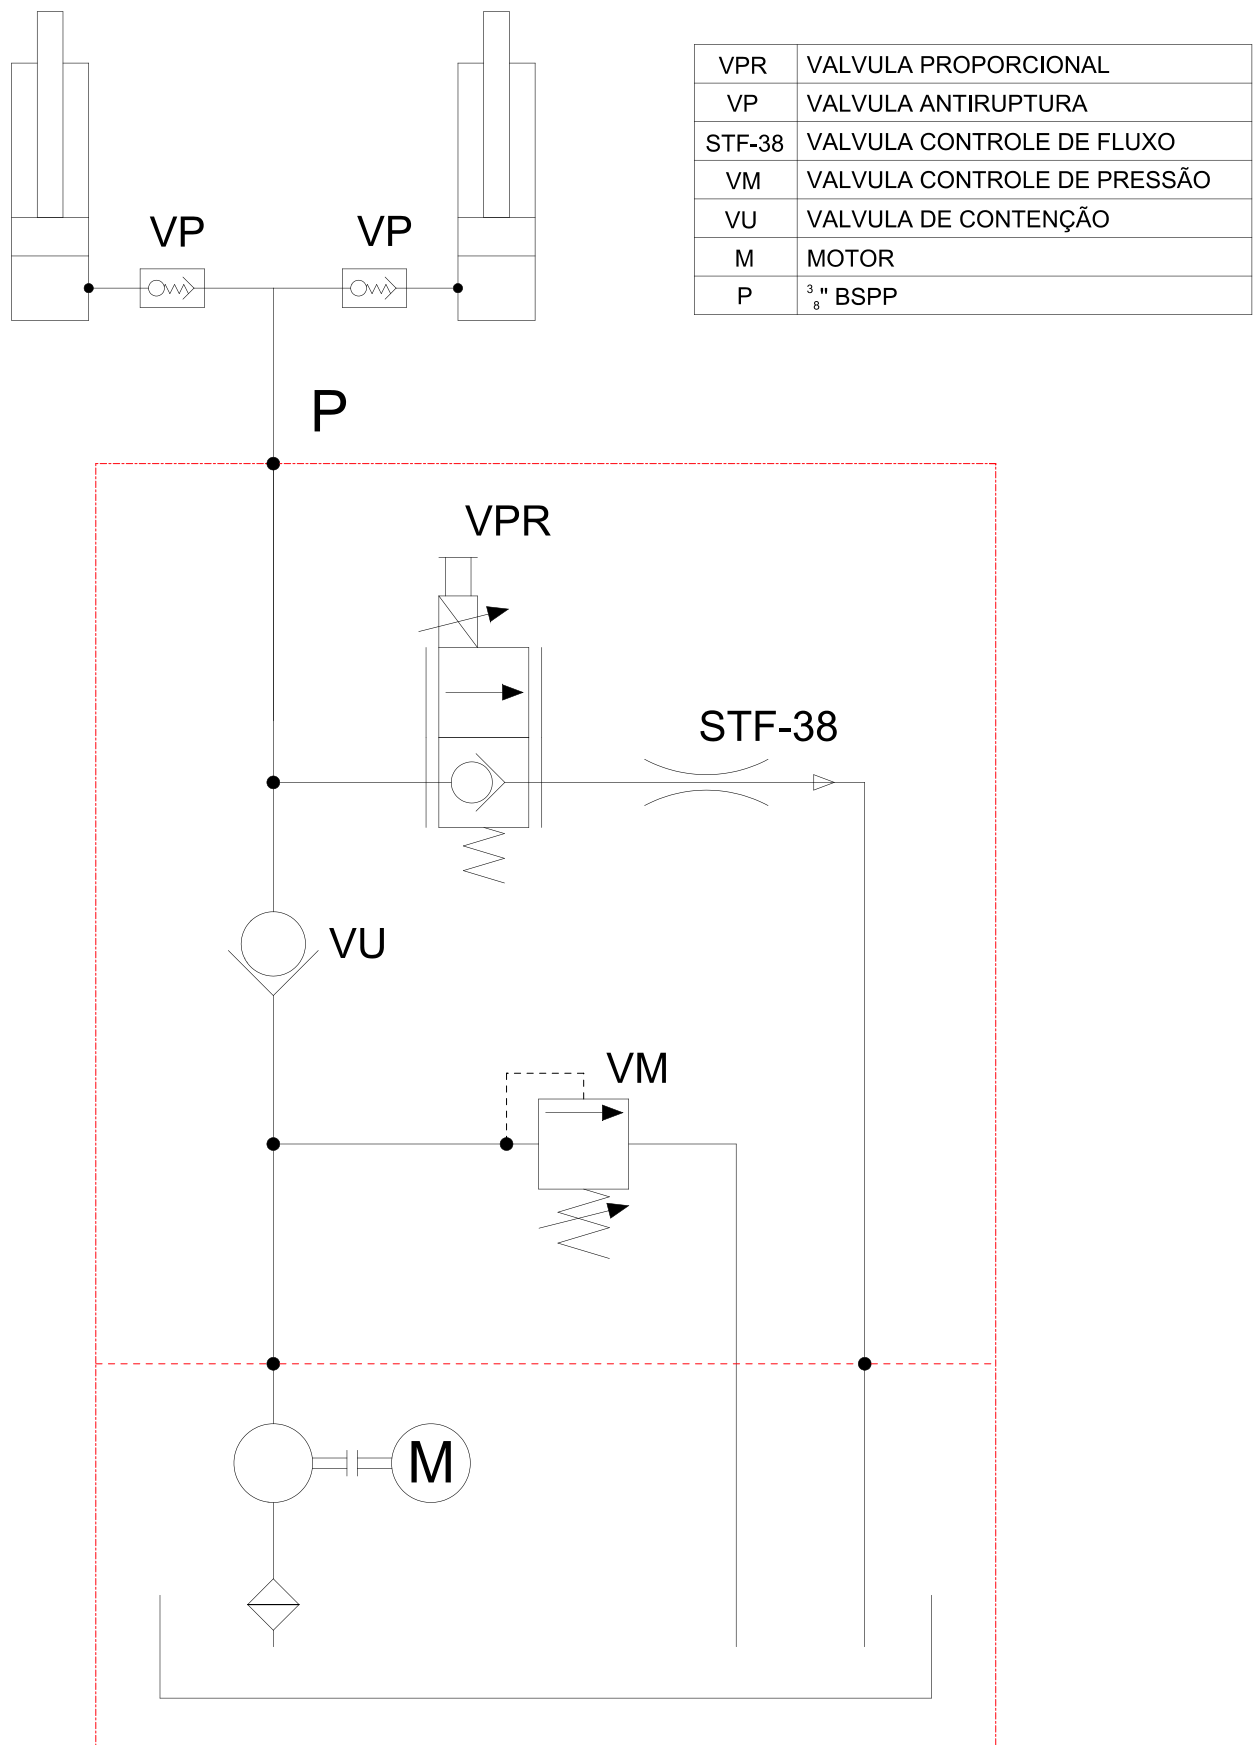 VPR VALVULA PROPORCIONAL
VP VALVULA ANTIRUPTURA
STF-38 VALVULA CONTROLE DE FLUXO
VM VALVULA CONTROLE DE PRESSÃO
VU VALVULA DE CONTENÇÃO
M MOTOR
P 3/8" BSPP
VP VP
P
VPR
STF-38
VU
VM
M